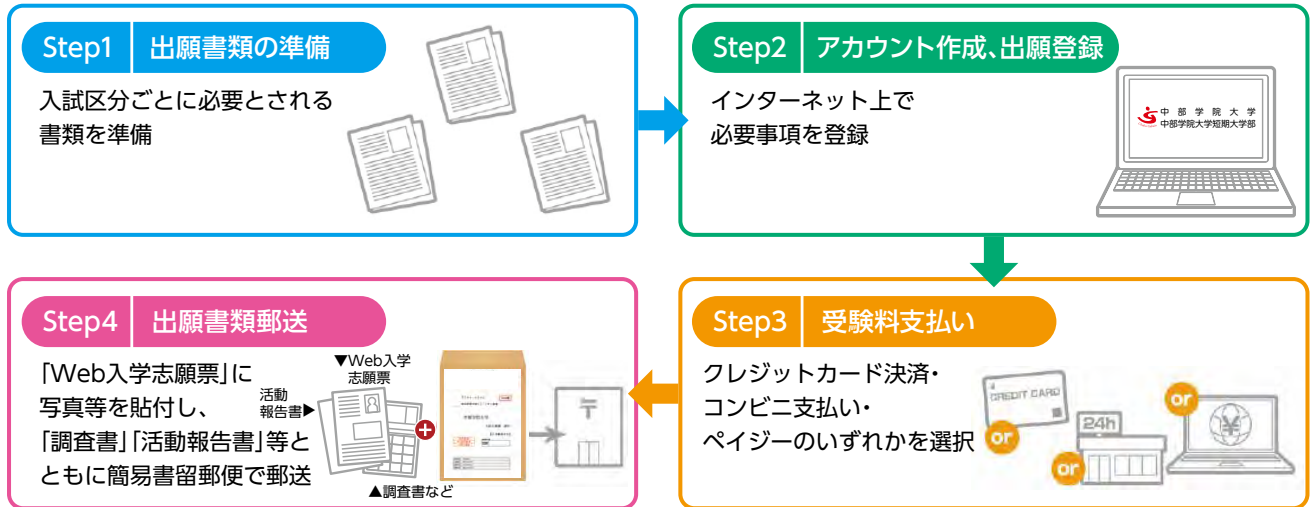 Step1 出願書類の準備
入試区分ごとに必要とされる
書類を準備
Step2 アカウント作成、出願登録
インターネット上で
必要事項を登録
中部学院大学
中部学院大学短期大学部
Step3 受験料支払い
クレジットカード決済・
コンビニ支払い・
ペイジーのいずれかを選択
CREDIT CARD
or
24h
or
or
¥
Step4 出願書類郵送
「Web入学志願票」に
写真等を貼付し、
「調査書」「活動報告書」等と
ともに簡易書留郵便で郵送
▼Web入学
志願票
活動
報告書▶
▲調査書など
〒